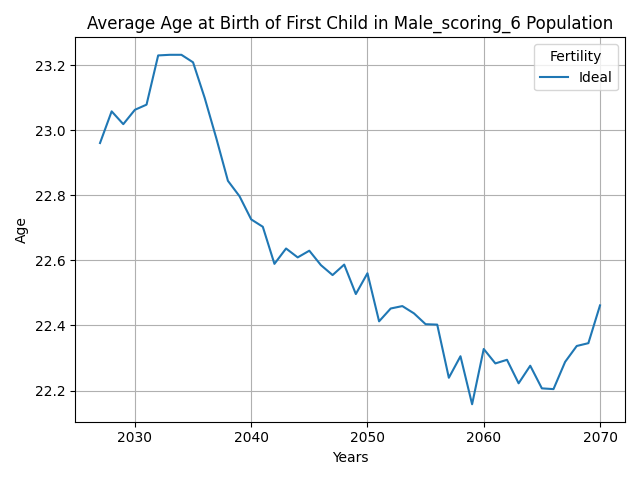 Average Age at Birth of First Child in Male_scoring_6 Population
Fertility
Ideal
23.2
23.0
22.8
22.6
22.4
22.2
Age
2030 2040 2050 2060 2070
Years